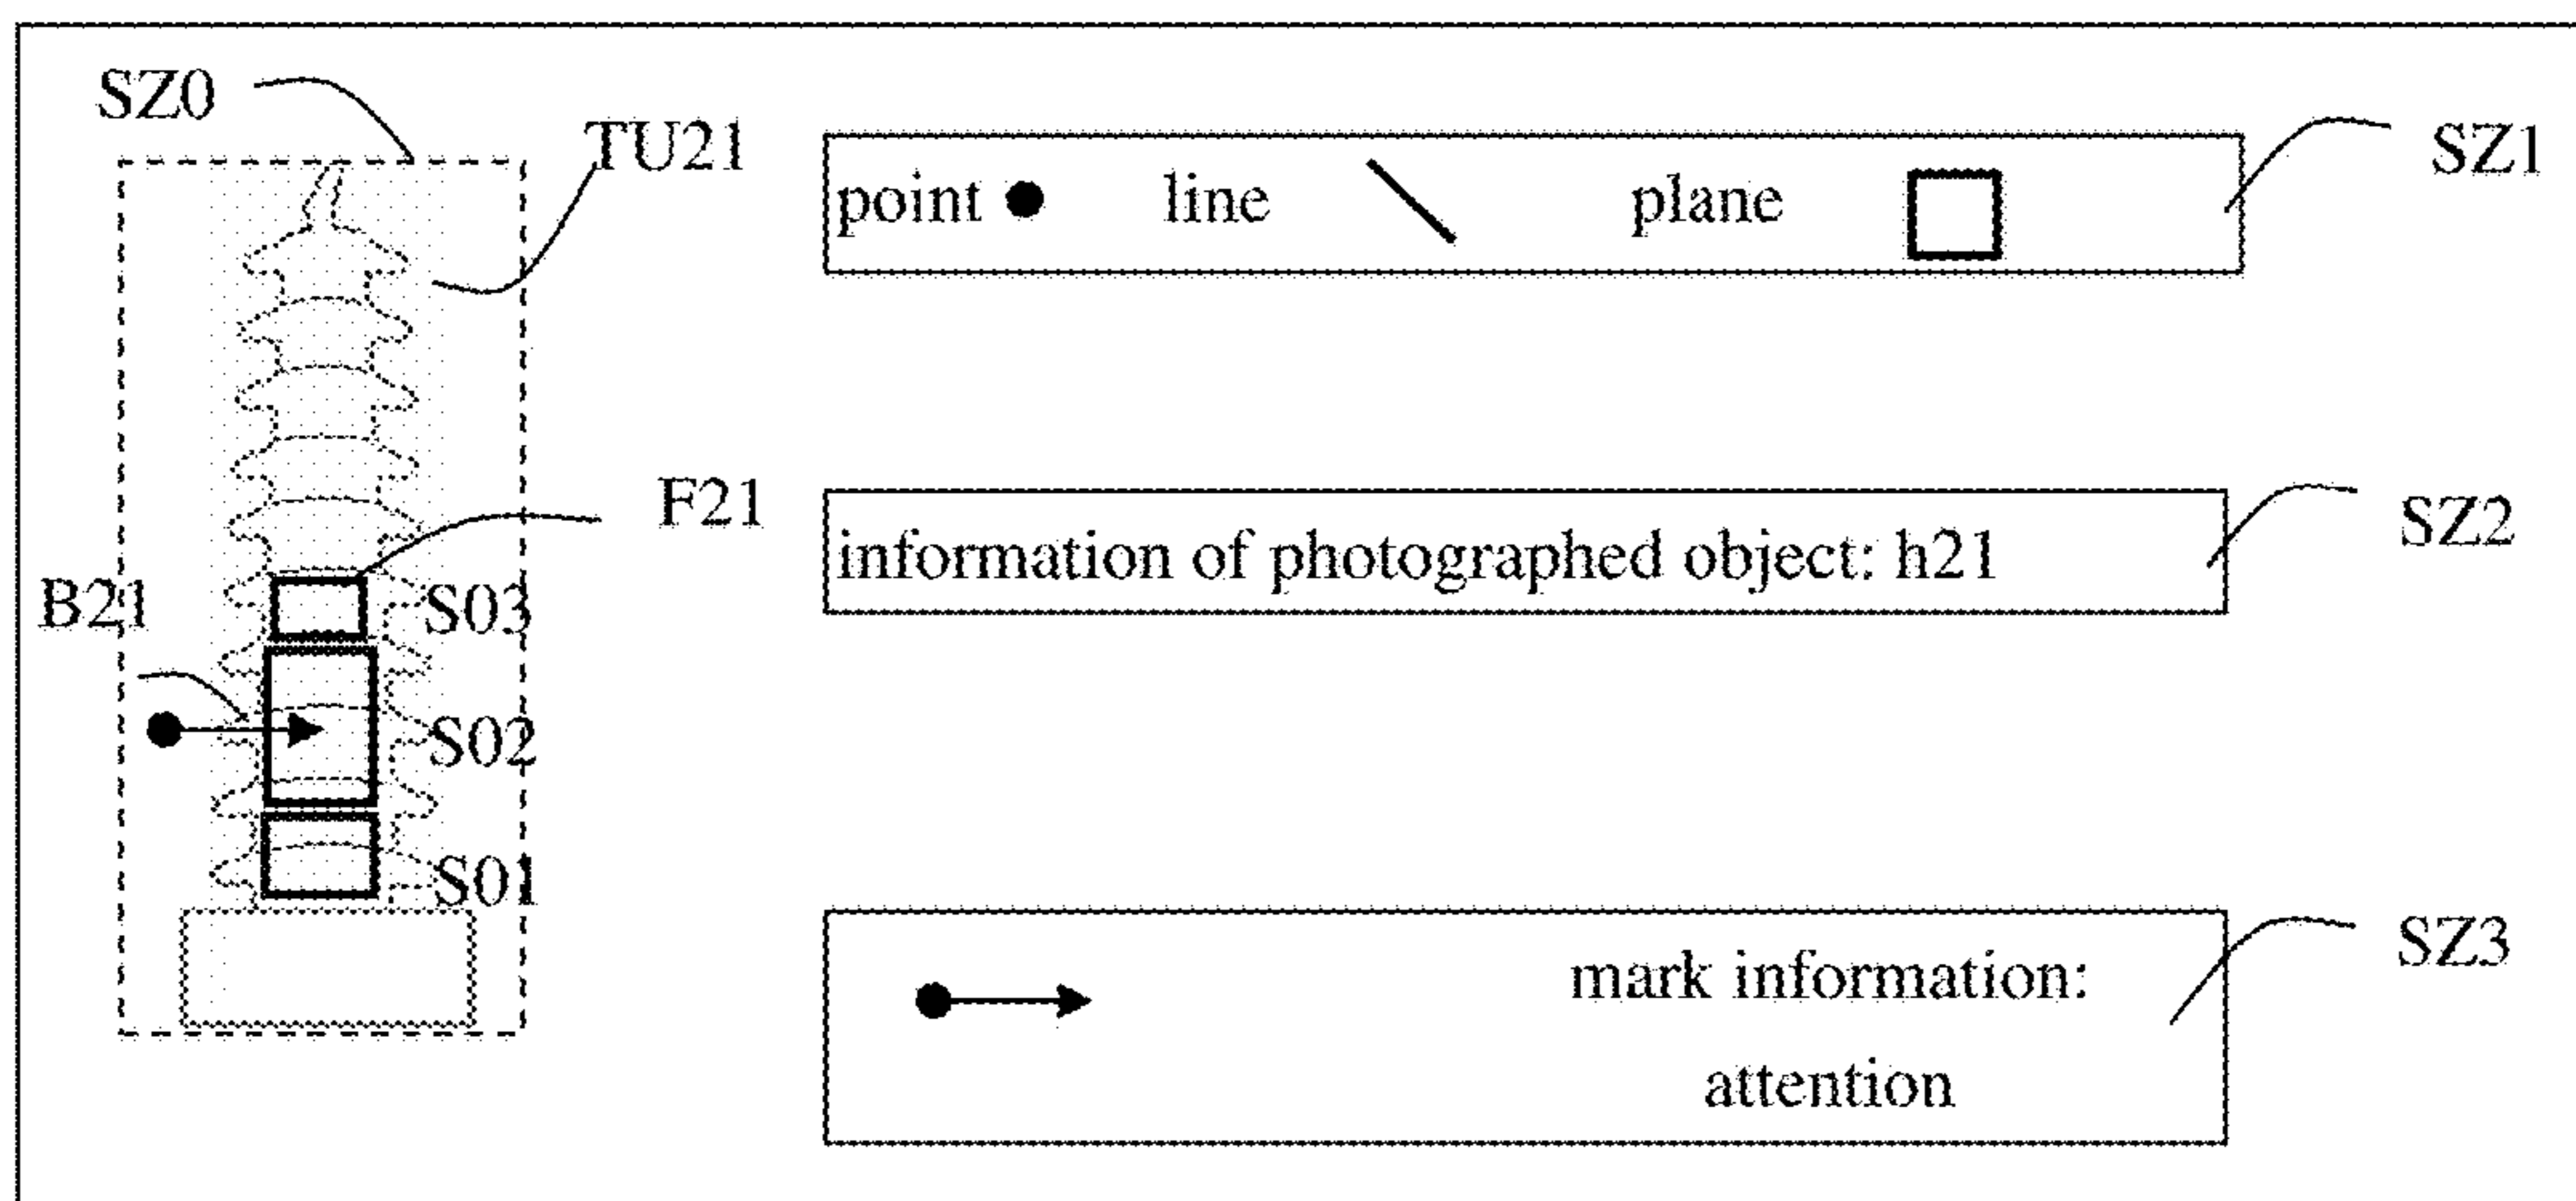 SZ0
TU21
point line plane
SZ1
F21
information of photographed object: h21
SZ2
B21
S03
S02
S01
mark information:
attention
SZ3